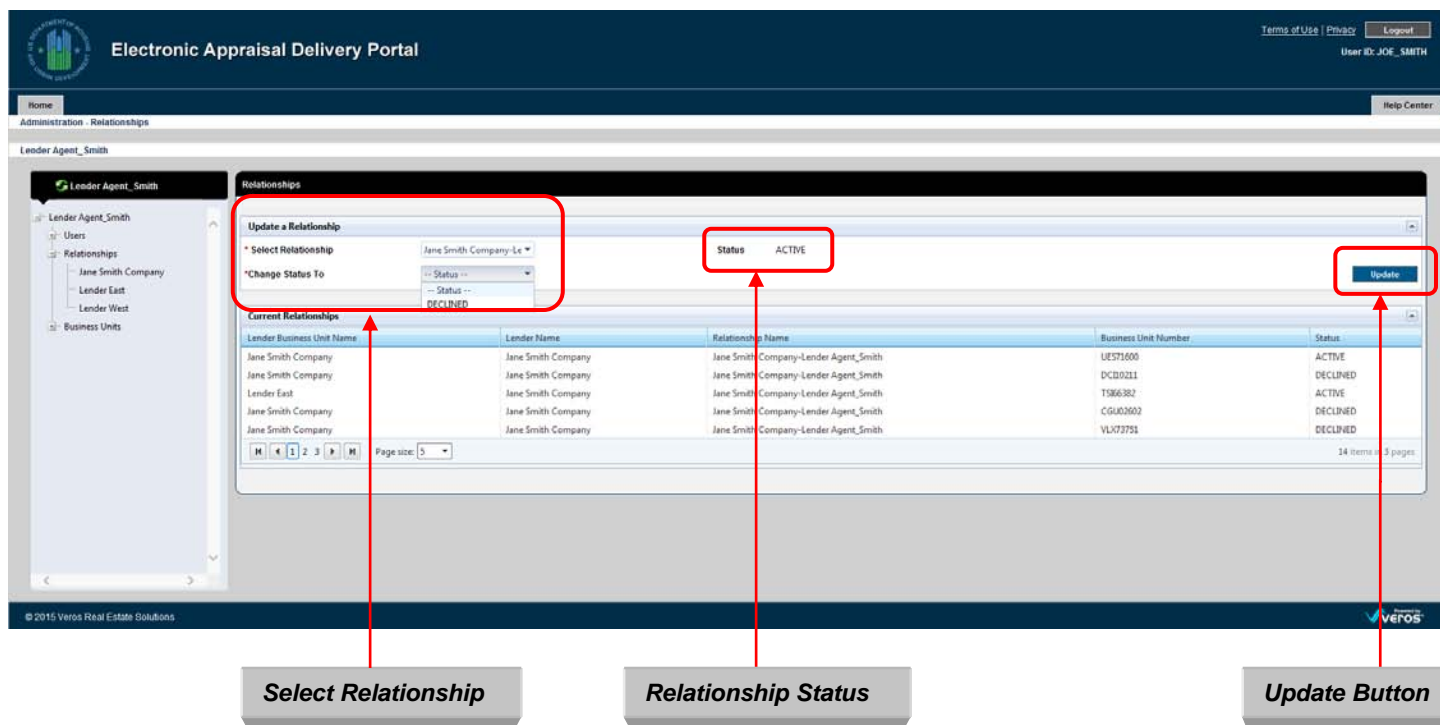 Electronic Appraisal Delivery Portal
Terms of Use | Privacy Logout
User ID: JOE_SMITH
Home Help Center
Administration - Relationships
Lender Agent_Smith
Lender Agent_Smith
Lender Agent_Smith
Users
Relationships
Jane Smith Company
Lender East
Lender West
Business Units
Relationships
Update a Relationship
* Select Relationship Jane Smith Company-Le Status ACTIVE
*Change Status To -- Status -- Update
-- Status --
DECLINED
Current Relationships
Lender Business Unit Name Lender Name Relationship Name Business Unit Number Status
Jane Smith Company Jane Smith Company Jane Smith Company-Lender Agent_Smith UES71600 ACTIVE
Jane Smith Company Jane Smith Company Jane Smith Company-Lender Agent_Smith DCI10211 DECLINED
Lender East Jane Smith Company Jane Smith Company-Lender Agent_Smith TSI66382 ACTIVE
Jane Smith Company Jane Smith Company Jane Smith Company-Lender Agent_Smith CGU02602 DECLINED
Jane Smith Company Jane Smith Company Jane Smith Company-Lender Agent_Smith VLX73751 DECLINED
1 2 3 Page size: 5 14 items in 3 pages
© 2015 Veros Real Estate Solutions
Powered by
veros
Select Relationship Relationship Status Update Button